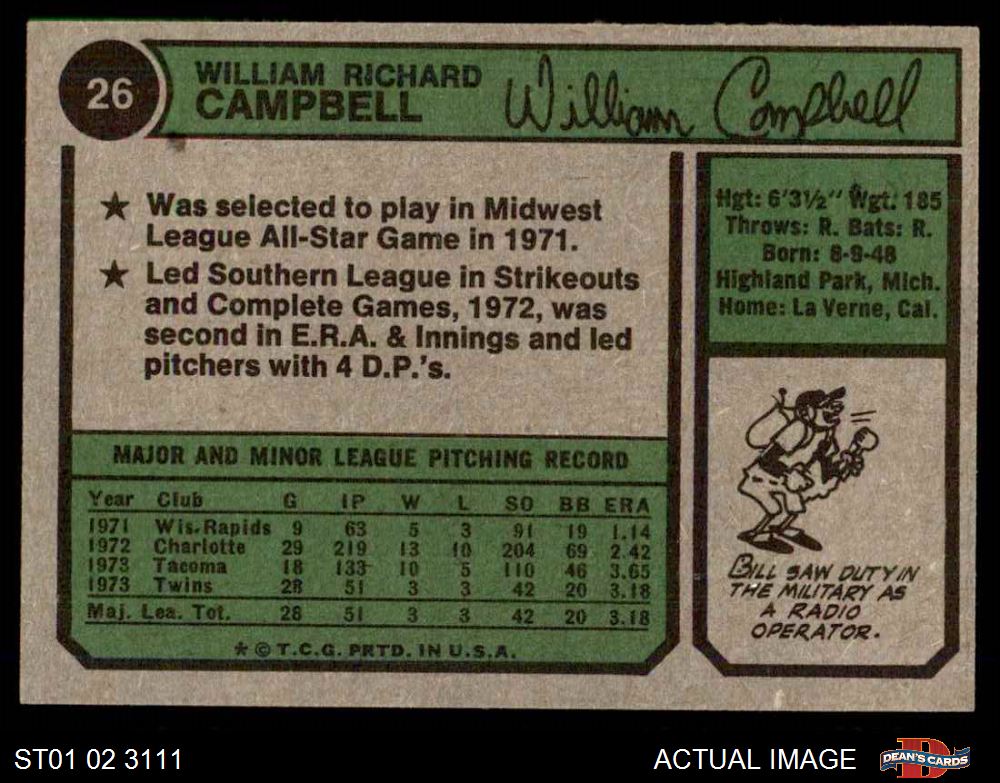 26
WILLIAM RICHARD
CAMPBELL
William Campbell
★ Was selected to play in Midwest
League All-Star Game in 1971.
★ Led Southern League in Strikeouts
and Complete Games, 1972, was
second in E.R.A. & Innings and led
pitchers with 4 D.P.'s.
Hgt: 6'3½" Wgt: 185
Throws: R. Bats: R.
Born: 8-9-48
Highland Park, Mich.
Home: La Verne, Cal.
MAJOR AND MINOR LEAGUE PITCHING RECORD
Year Club G IP W L SO BB ERA
1971 Wis. Rapids 9 63 5 3 91 19 1.14
1972 Charlotte 29 219 13 10 204 69 2.42
1973 Tacoma 18 133 10 5 110 46 3.65
1973 Twins 28 51 3 3 42 20 3.18
Maj. Lea. Tot. 28 51 3 3 42 20 3.18
* © T.C.G. PRTD. IN U.S.A.
BILL SAW DUTY IN
THE MILITARY AS
A RADIO
OPERATOR.
ST01 02 3111
ACTUAL IMAGE
DEAN'S CARDS